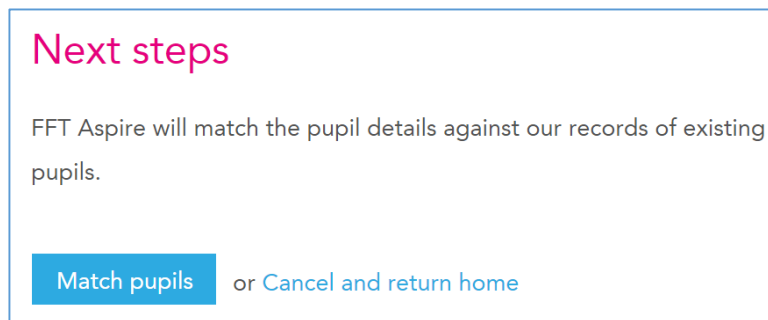 Next steps
FFT Aspire will match the pupil details against our records of existing
pupils.
Match pupils or Cancel and return home